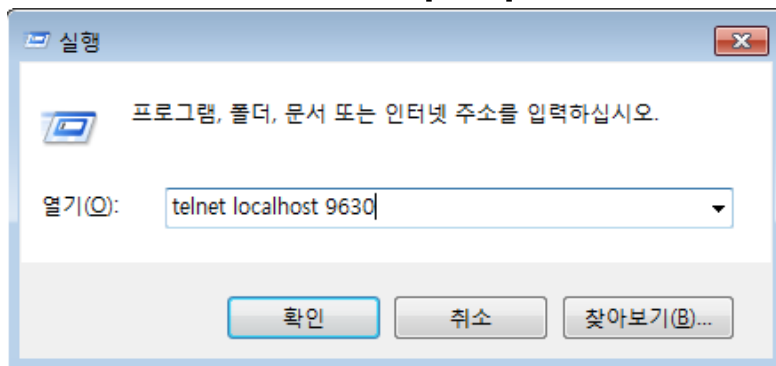 실행
프로그램, 폴더, 문서 또는 인터넷 주소를 입력하십시오.
열기(O): telnet localhost 9630
확인 취소 찾아보기(B)...